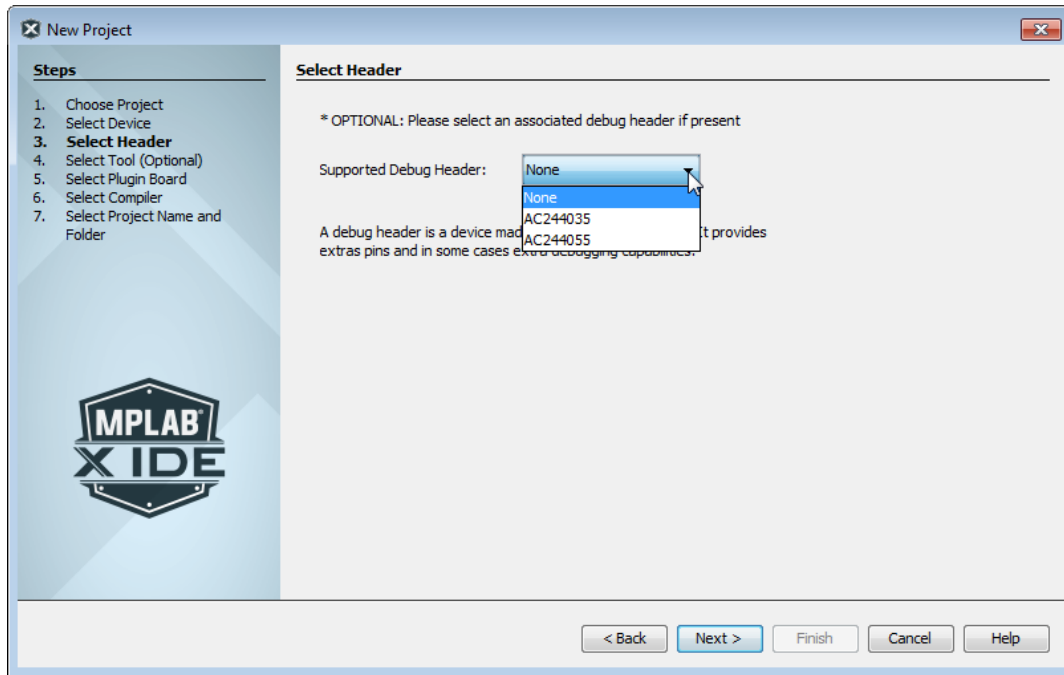 New Project
Steps
1. Choose Project
2. Select Device
3. Select Header
4. Select Tool (Optional)
5. Select Plugin Board
6. Select Compiler
7. Select Project Name and
Folder
MPLAB
X IDE
Select Header
* OPTIONAL: Please select an associated debug header if present
Supported Debug Header: None
None
AC244035
AC244055
A debug header is a device mad It provides
extras pins and in some cases extra debugging capabilities.
< Back Next > Finish Cancel Help